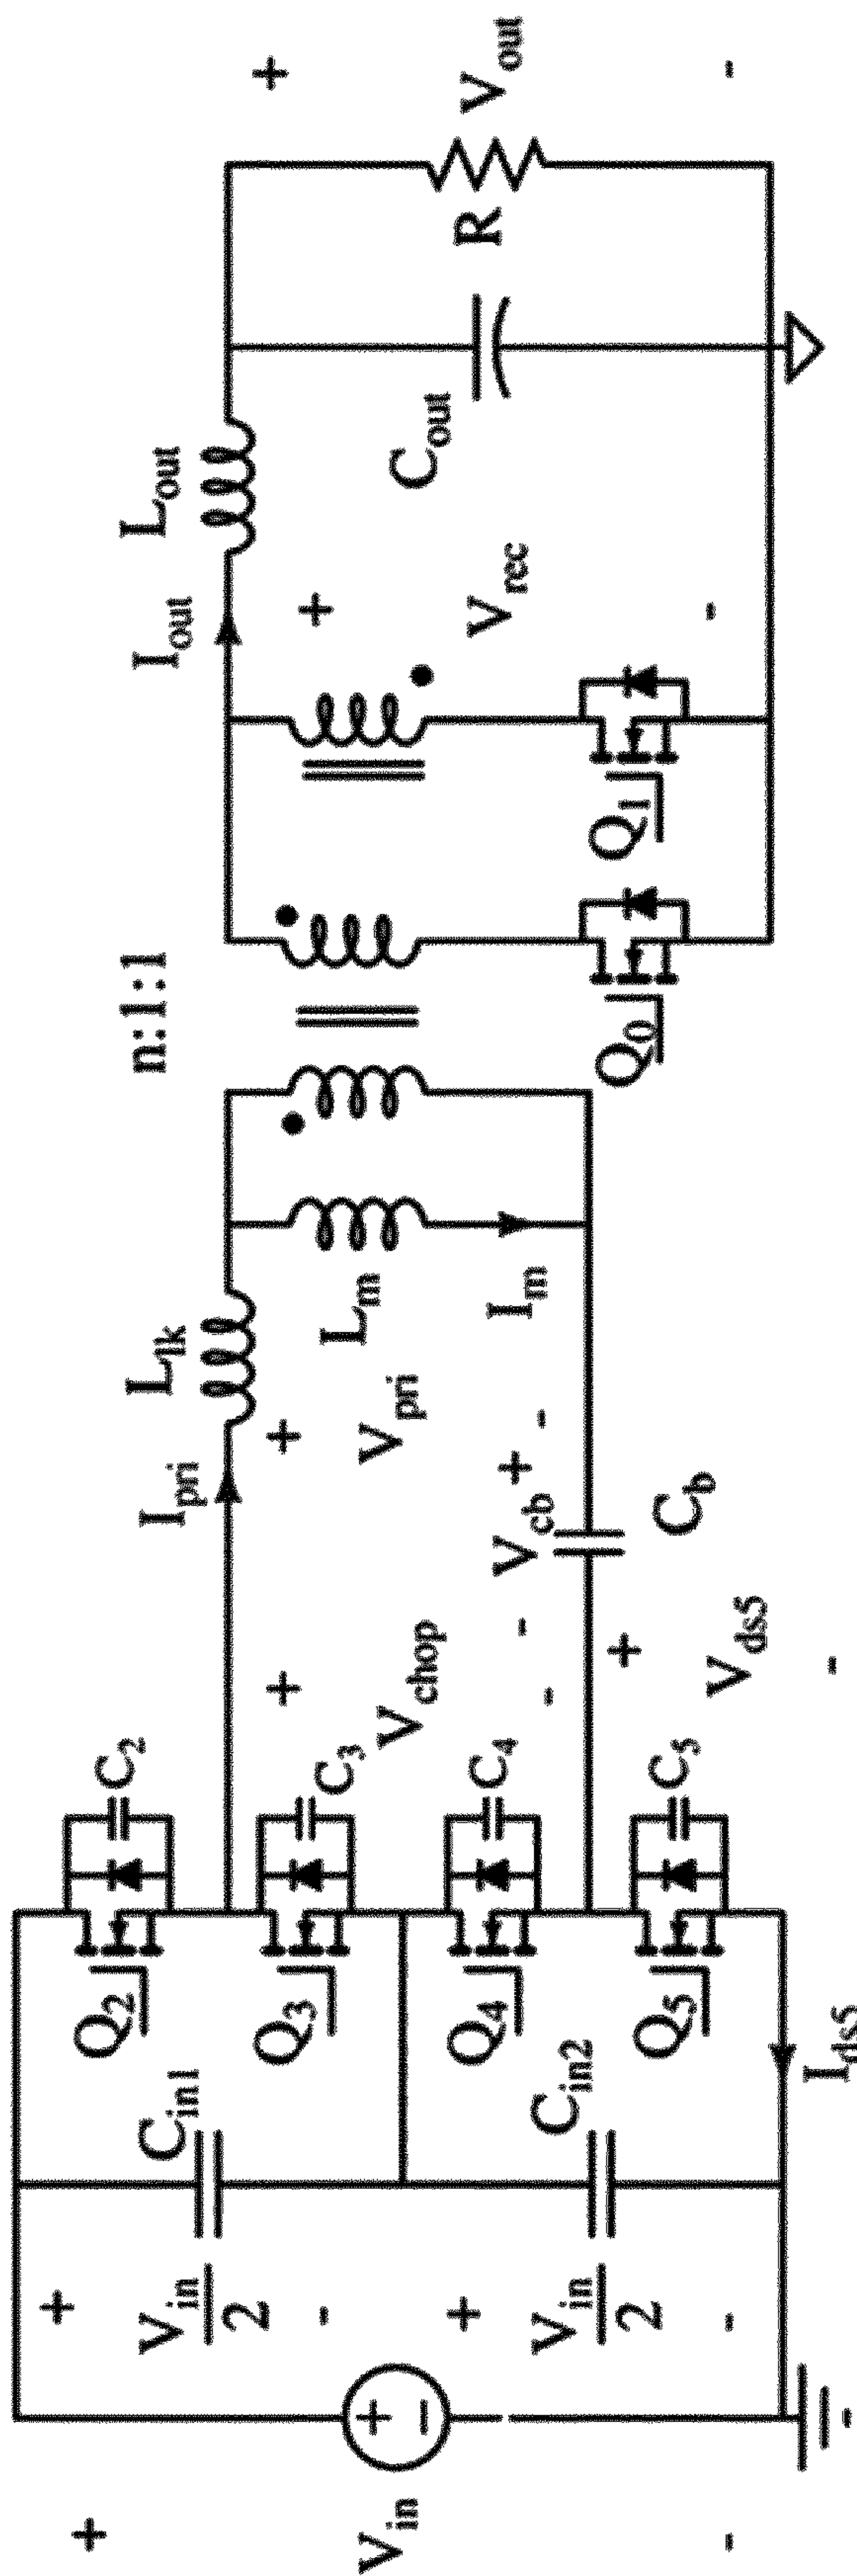 n:1:1
V_in
+
-
+
V_in/2
-
+
V_in/2
-
C_in1
C_in2
Q_2
Q_3
Q_4
Q_5
C_2
C_3
C_4
C_5
I_ds5
+
V_chop
-
+
V_ds5
-
I_pri
L_lk
+
V_pri
-
- V_cb +
C_b
L_m
I_m
Q_0
Q_1
I_out
L_out
+
V_rec
-
C_out
R
+
V_out
-